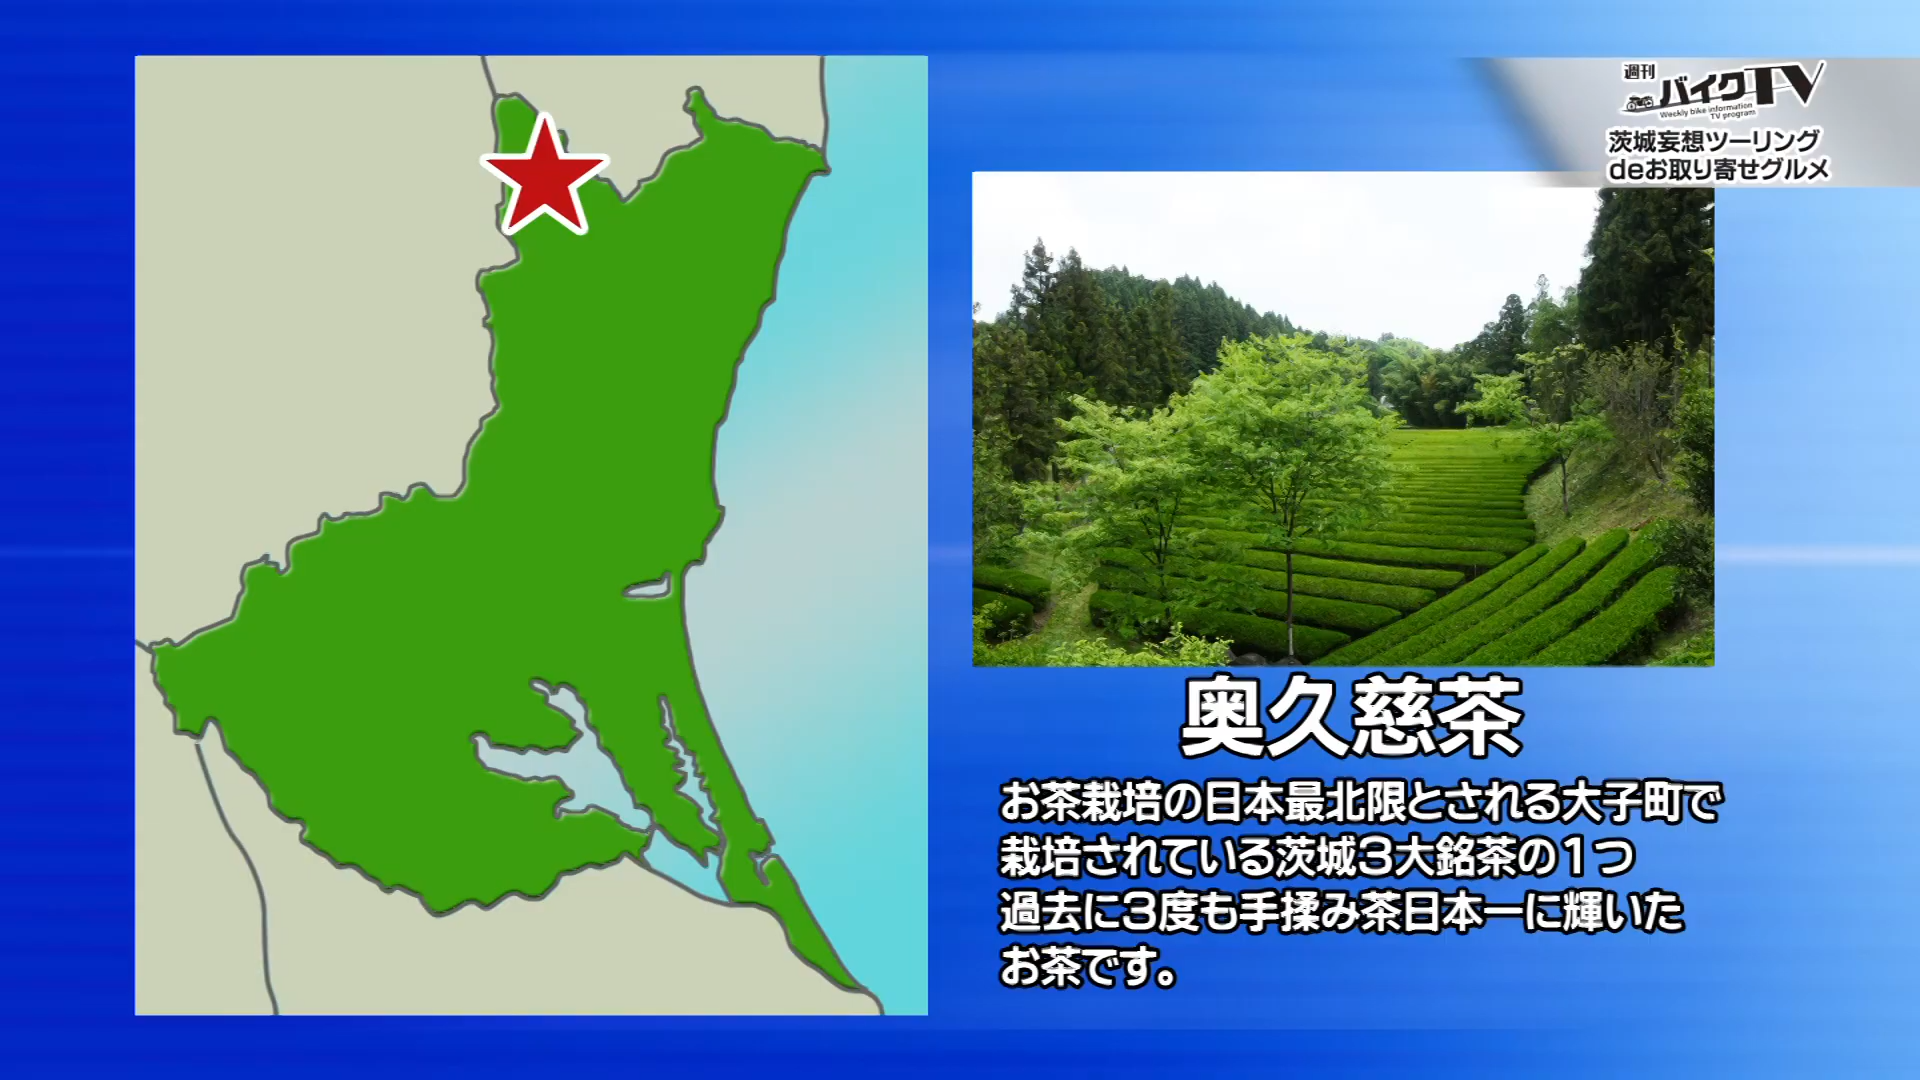 週刊
バイクTV
Weekly bike information
TV program
茨城妄想ツーリング
deお取り寄せグルメ
奥久慈茶
お茶栽培の日本最北限とされる大子町で
栽培されている茨城3大銘茶の1つ
過去に3度も手揉み茶日本一に輝いた
お茶です。